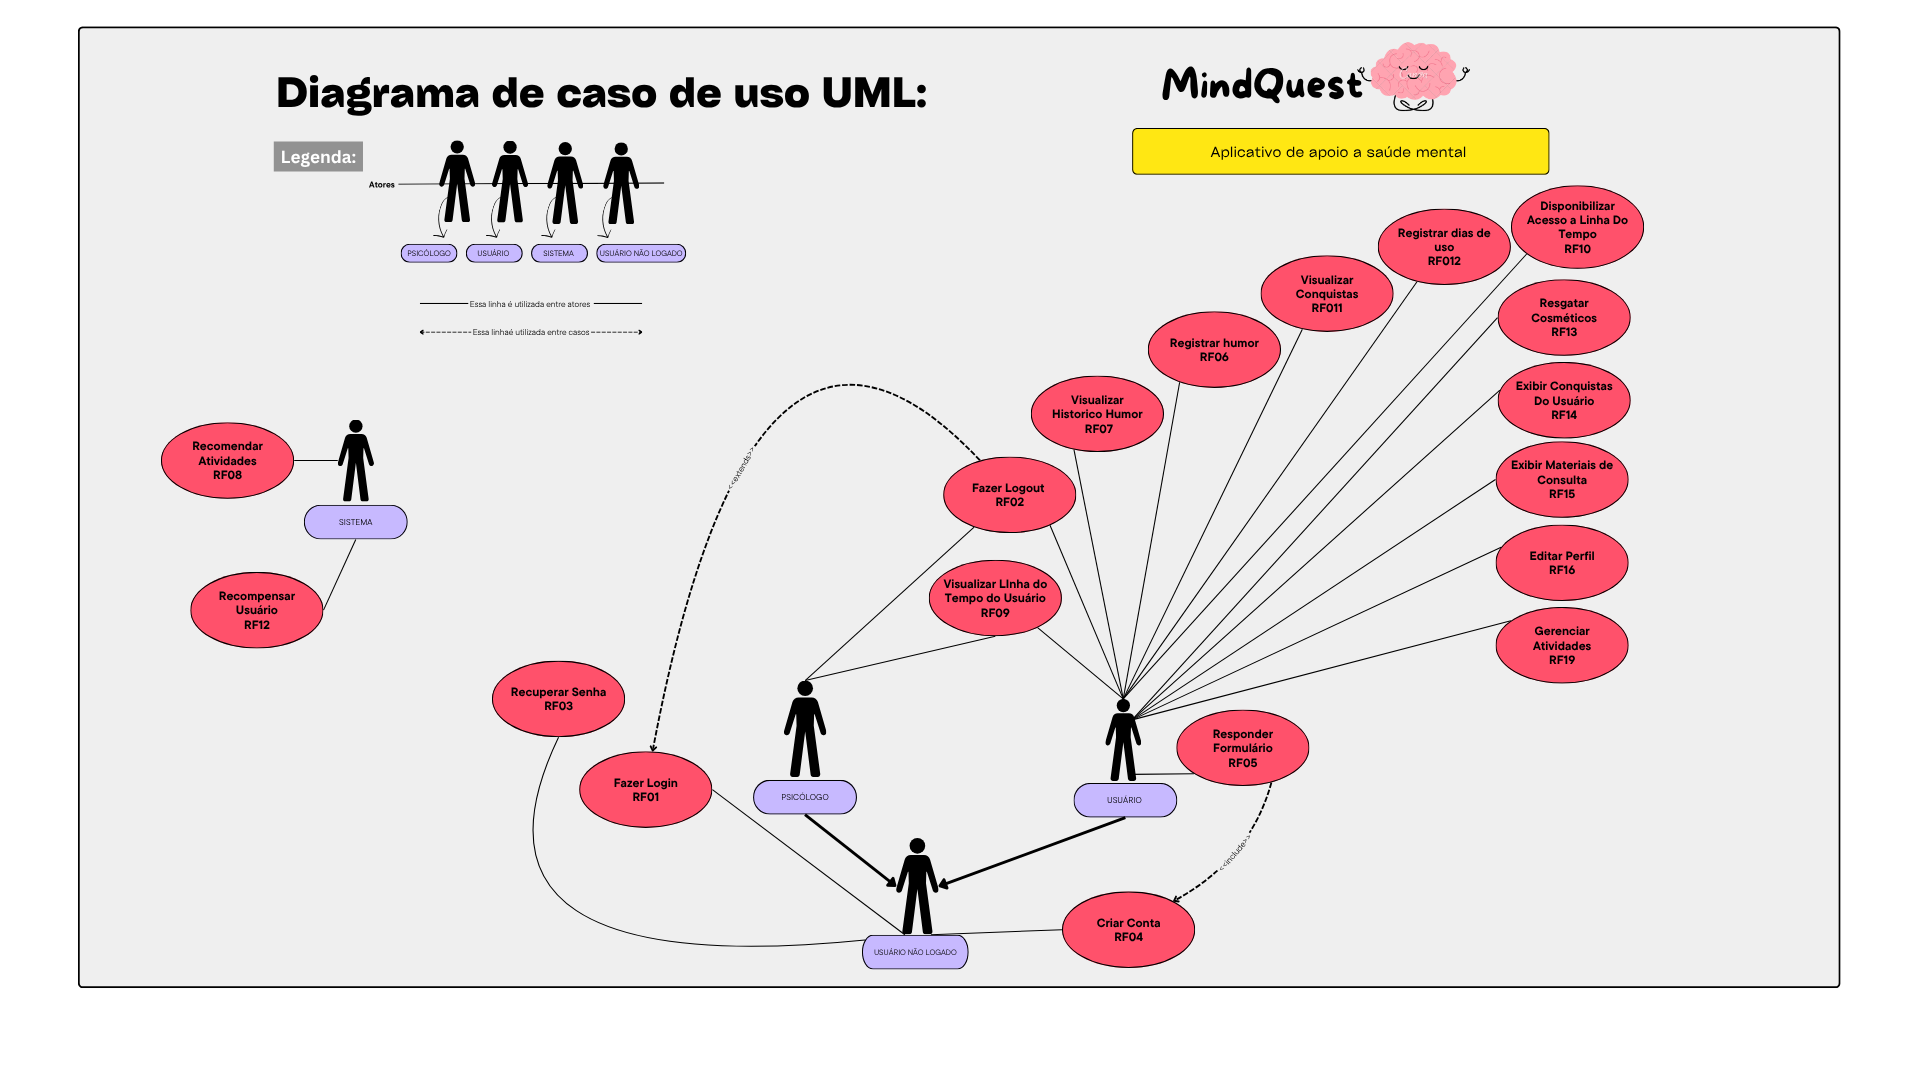 Diagrama de caso de uso UML:
MindQuest
Aplicativo de apoio a saúde mental
Legenda:
Atores
PSICÓLOGO
USUÁRIO
SISTEMA
USUÁRIO NÃO LOGADO
Essa linha é utilizada entre atores
Essa linhaé utilizada entre casos
Disponibilizar
Acesso a Linha Do
Tempo
RF10
Registrar dias de
uso
RF012
Visualizar
Conquistas
RF011
Resgatar
Cosméticos
RF13
Registrar humor
RF06
Exibir Conquistas
Do Usuário
RF14
Visualizar
Historico Humor
RF07
Recomendar
Atividades
RF08
SISTEMA
Recompensar
Usuário
RF12
<<extends>>
Fazer Logout
RF02
Exibir Materiais de
Consulta
RF15
Editar Perfil
RF16
Visualizar LInha do
Tempo do Usuário
RF09
Gerenciar
Atividades
RF19
Recuperar Senha
RF03
Fazer Login
RF01
PSICÓLOGO
USUÁRIO
Responder
Formulário
RF05
<<include>>
Criar Conta
RF04
USUÁRIO NÃO LOGADO